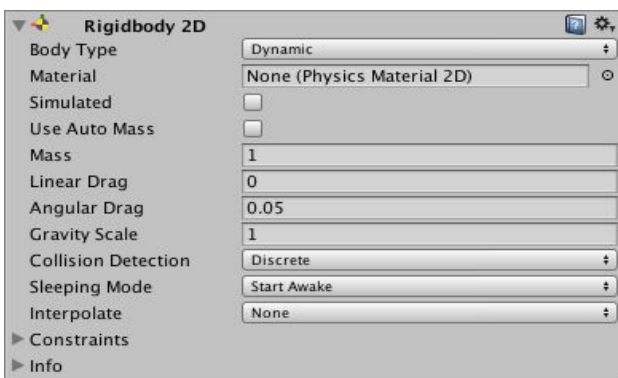 Rigidbody 2D
Body Type Dynamic
Material None (Physics Material 2D)
Simulated
Use Auto Mass
Mass 1
Linear Drag 0
Angular Drag 0.05
Gravity Scale 1
Collision Detection Discrete
Sleeping Mode Start Awake
Interpolate None
Constraints
Info